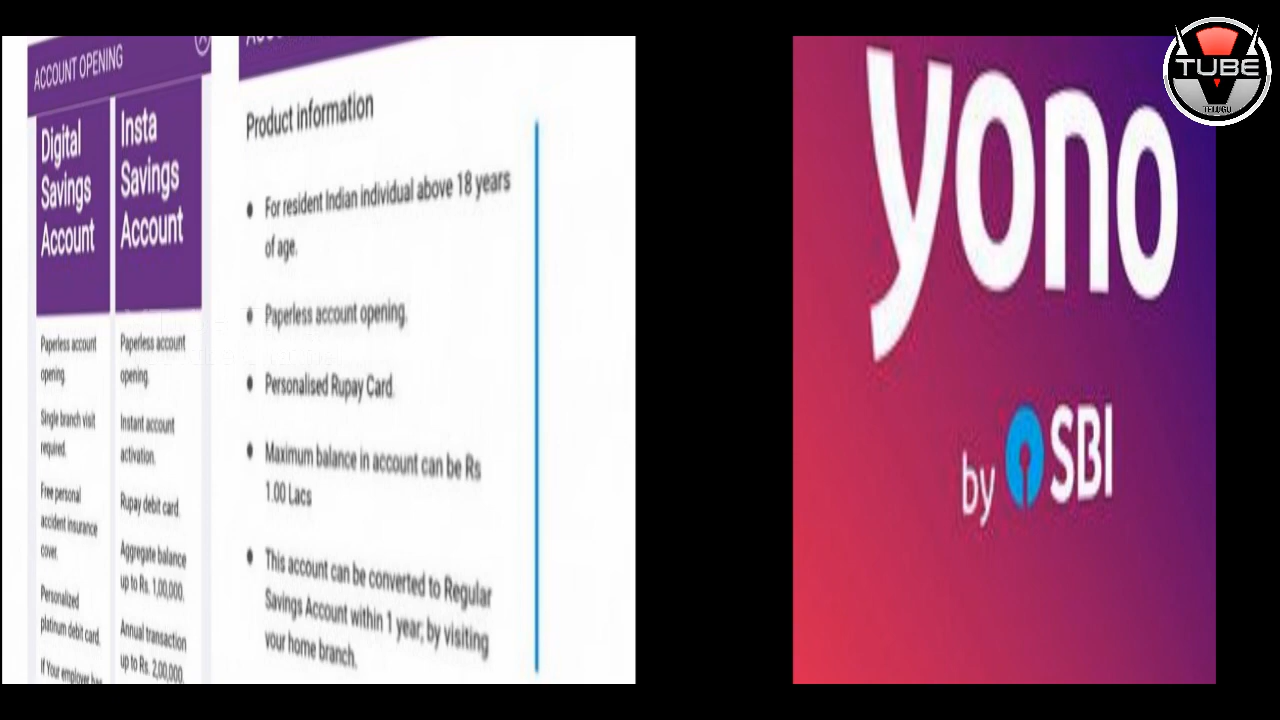 ACCOUNT OPENING
Digital
Savings
Account
Paperless account
opening.
Single branch visit
required.
Free personal
accident insurance
cover.
Personalized
platinum debit card.
If Your employer has
Insta
Savings
Account
Paperless account
opening.
Instant account
activation.
Rupay debit card.
Aggregate balance
up to Rs. 1,00,000.
Annual transaction
up to Rs. 2,00,000.
Product information
For resident Indian individual above 18 years
of age.
Paperless account opening.
Personalised Rupay Card.
Maximum balance in account can be Rs
1.00 Lacs
This account can be converted to Regular
Savings Account within 1 year, by visiting
your home branch.
yono
by SBI
TUBE
TELUGU